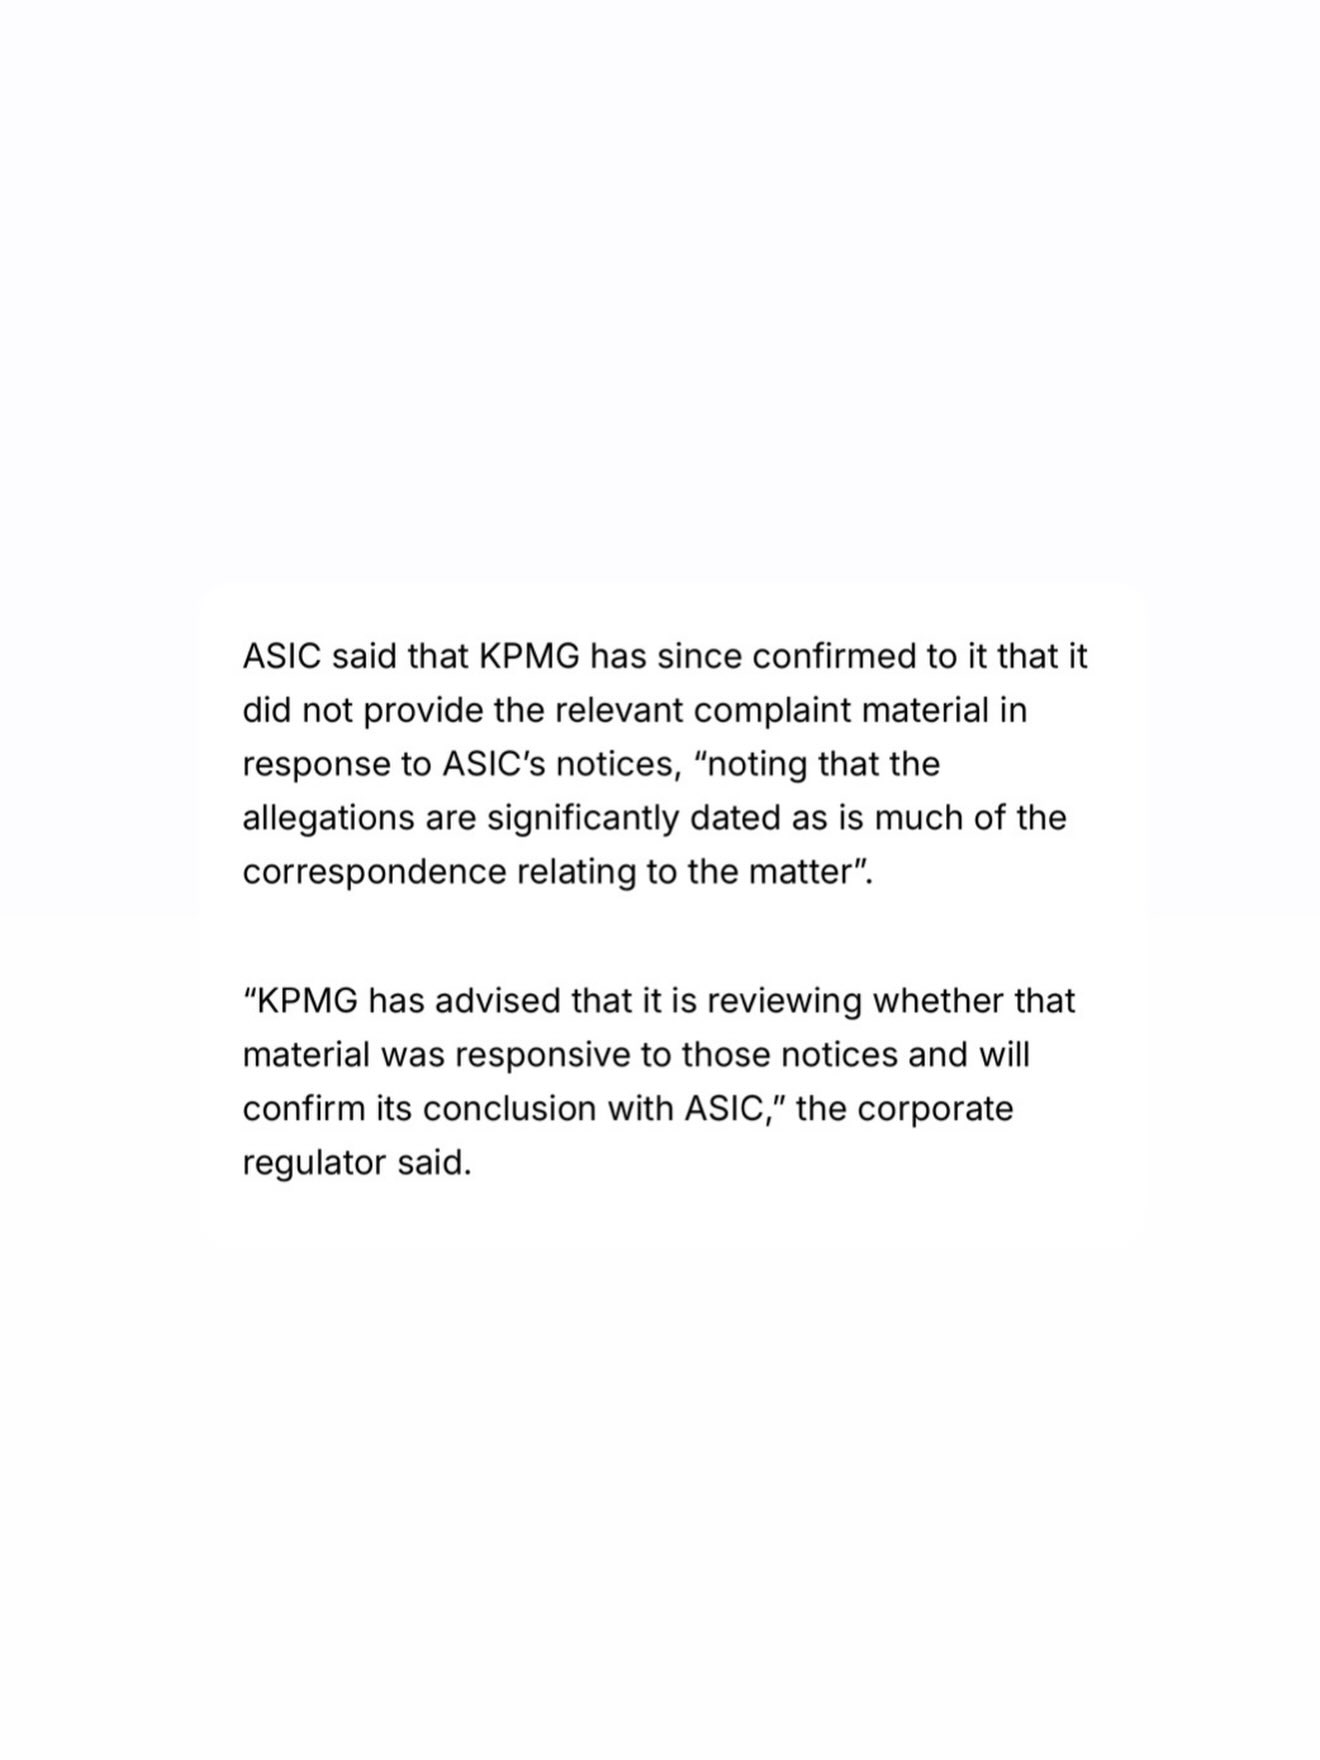 ASIC said that KPMG has since confirmed to it that it
did not provide the relevant complaint material in
response to ASIC’s notices, “noting that the
allegations are significantly dated as is much of the
correspondence relating to the matter”.
“KPMG has advised that it is reviewing whether that
material was responsive to those notices and will
confirm its conclusion with ASIC,” the corporate
regulator said.